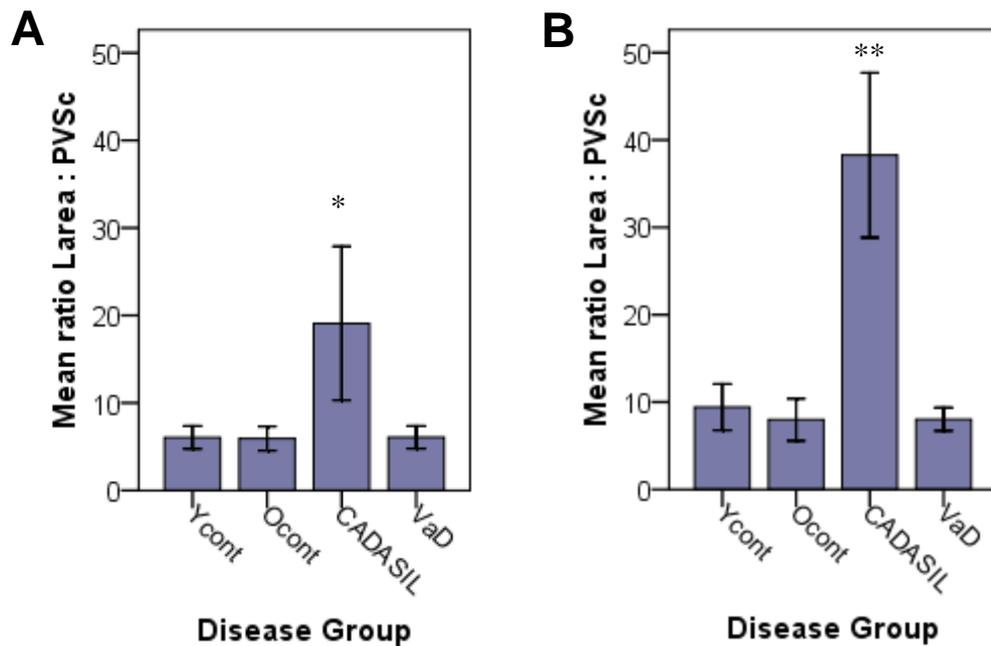 A
Mean ratio Larea : PVSc
50
40
30
20
10
0
*
Ycont
Ocont
CADASIL
VaD
Disease Group
B
Mean ratio Larea : PVSc
50
40
30
20
10
0
**
Ycont
Ocont
CADASIL
VaD
Disease Group